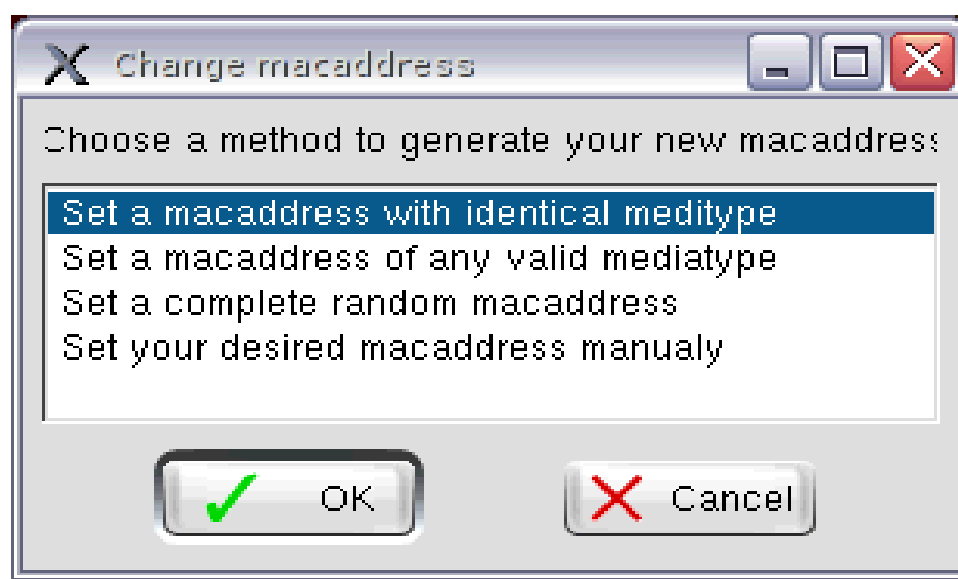 Change macaddress
Choose a method to generate your new macaddress
Set a macaddress with identical meditype
Set a macaddress of any valid mediatype
Set a complete random macaddress
Set your desired macaddress manualy
OK
Cancel